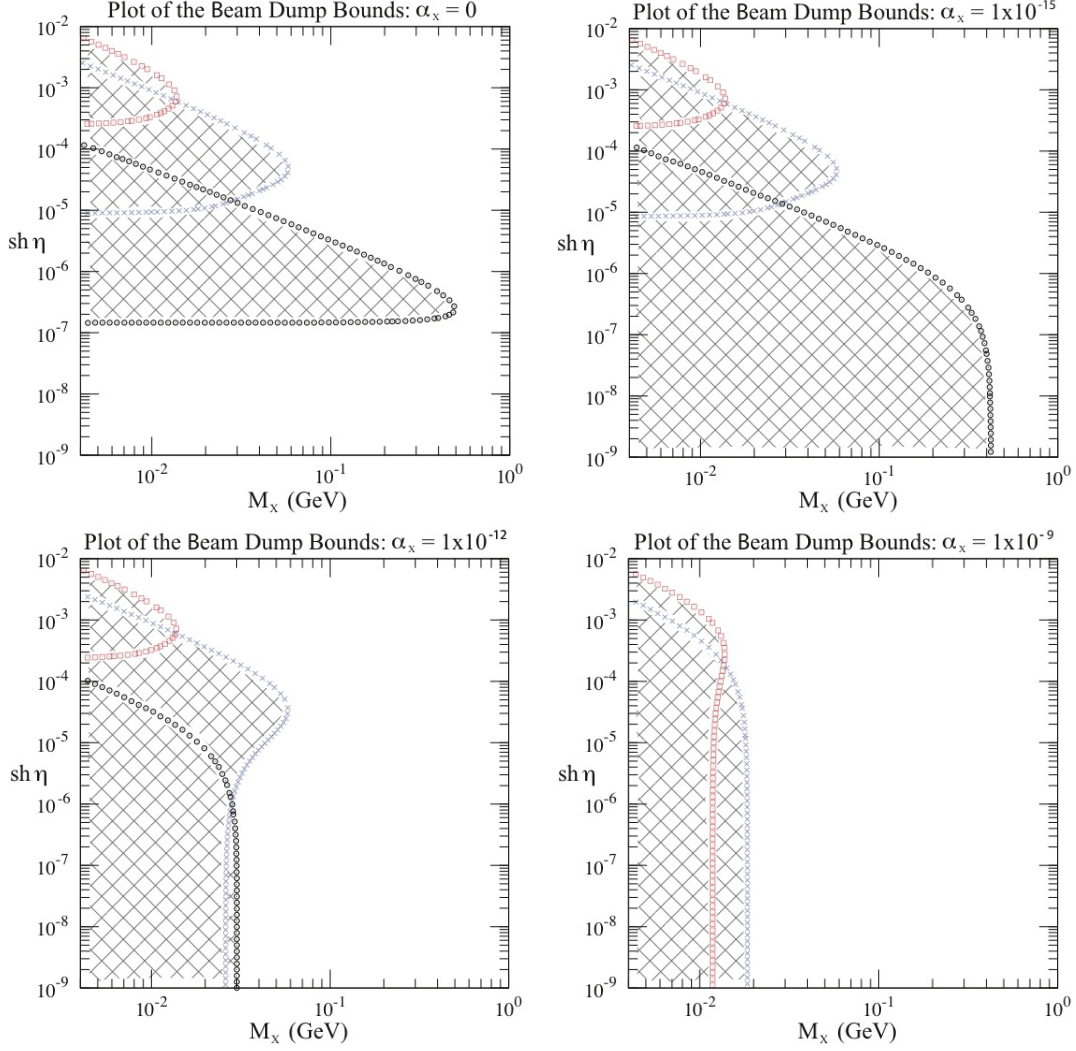 Plot of the Beam Dump Bounds: αₓ = 0
10⁻²
10⁻³
10⁻⁴
10⁻⁵
sh η
10⁻⁶
10⁻⁷
10⁻⁸
10⁻⁹
10⁻² 10⁻¹ 10⁰
Mₓ (GeV)
Plot of the Beam Dump Bounds: αₓ = 1x10⁻¹⁵
10⁻²
10⁻³
10⁻⁴
10⁻⁵
sh η
10⁻⁶
10⁻⁷
10⁻⁸
10⁻⁹
10⁻² 10⁻¹ 10⁰
Mₓ (GeV)
Plot of the Beam Dump Bounds: αₓ = 1x10⁻¹²
10⁻²
10⁻³
10⁻⁴
10⁻⁵
sh η
10⁻⁶
10⁻⁷
10⁻⁸
10⁻⁹
10⁻² 10⁻¹ 10⁰
Mₓ (GeV)
Plot of the Beam Dump Bounds: αₓ = 1x10⁻⁹
10⁻²
10⁻³
10⁻⁴
10⁻⁵
sh η
10⁻⁶
10⁻⁷
10⁻⁸
10⁻⁹
10⁻² 10⁻¹ 10⁰
Mₓ (GeV)